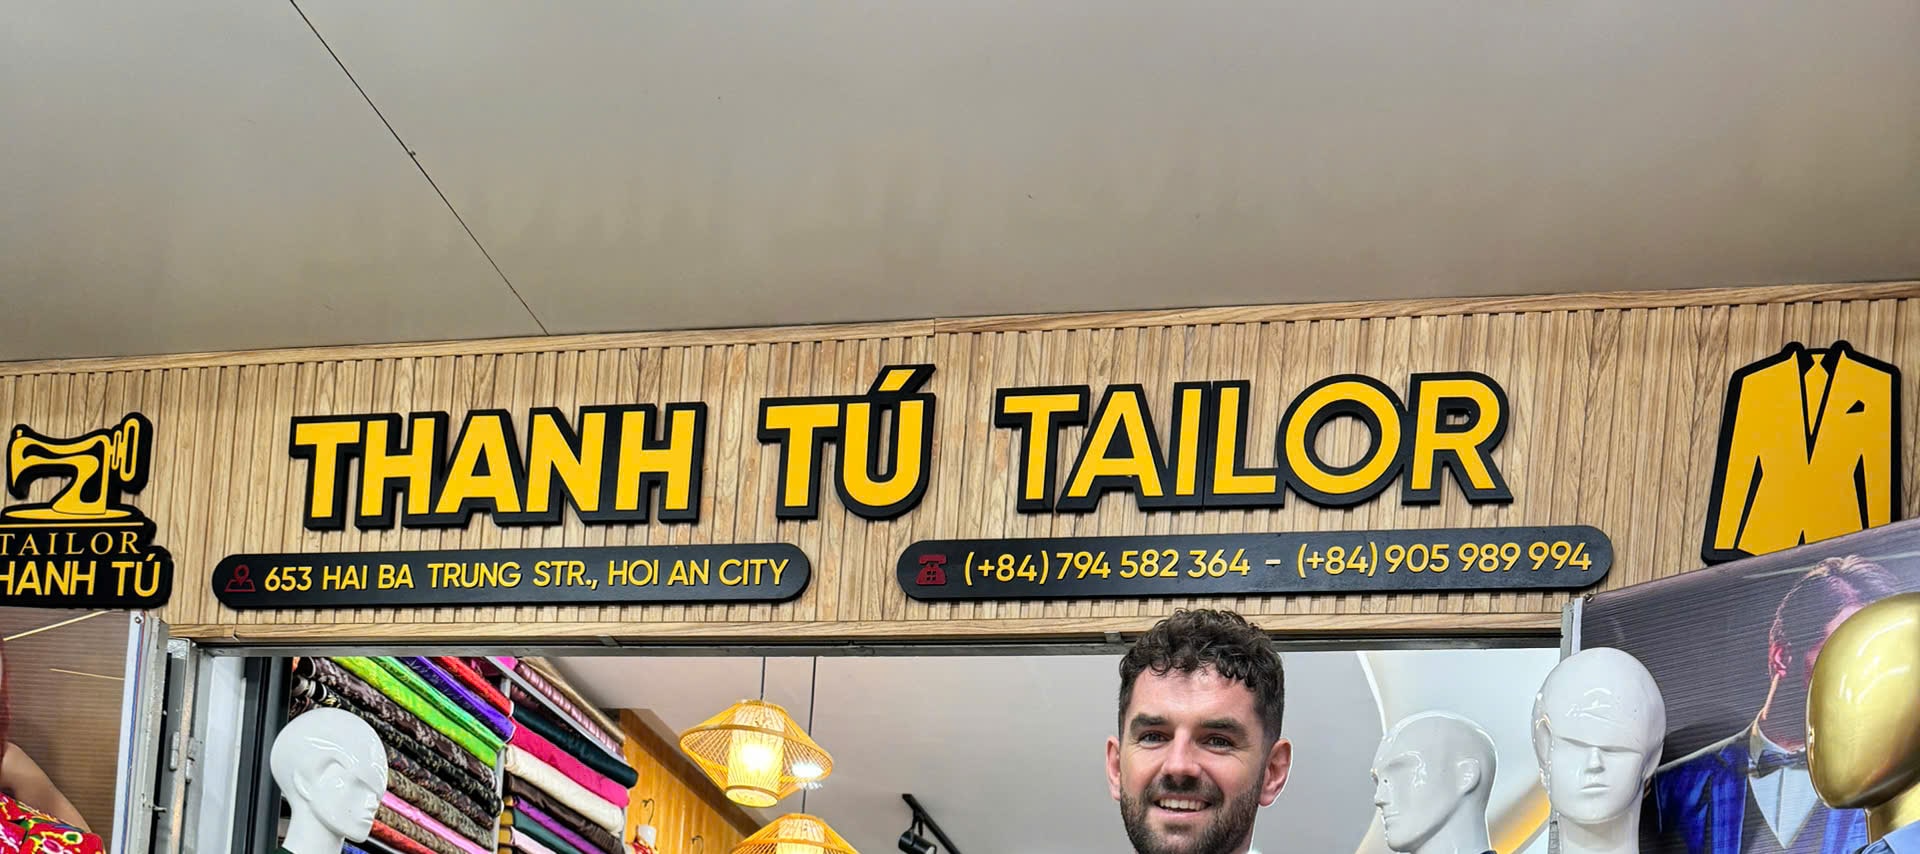 THANH TÚ TAILOR
653 HAI BA TRUNG STR., HOI AN CITY
(+84) 794 582 364 - (+84) 905 989 994
TAILOR
THANH TÚ